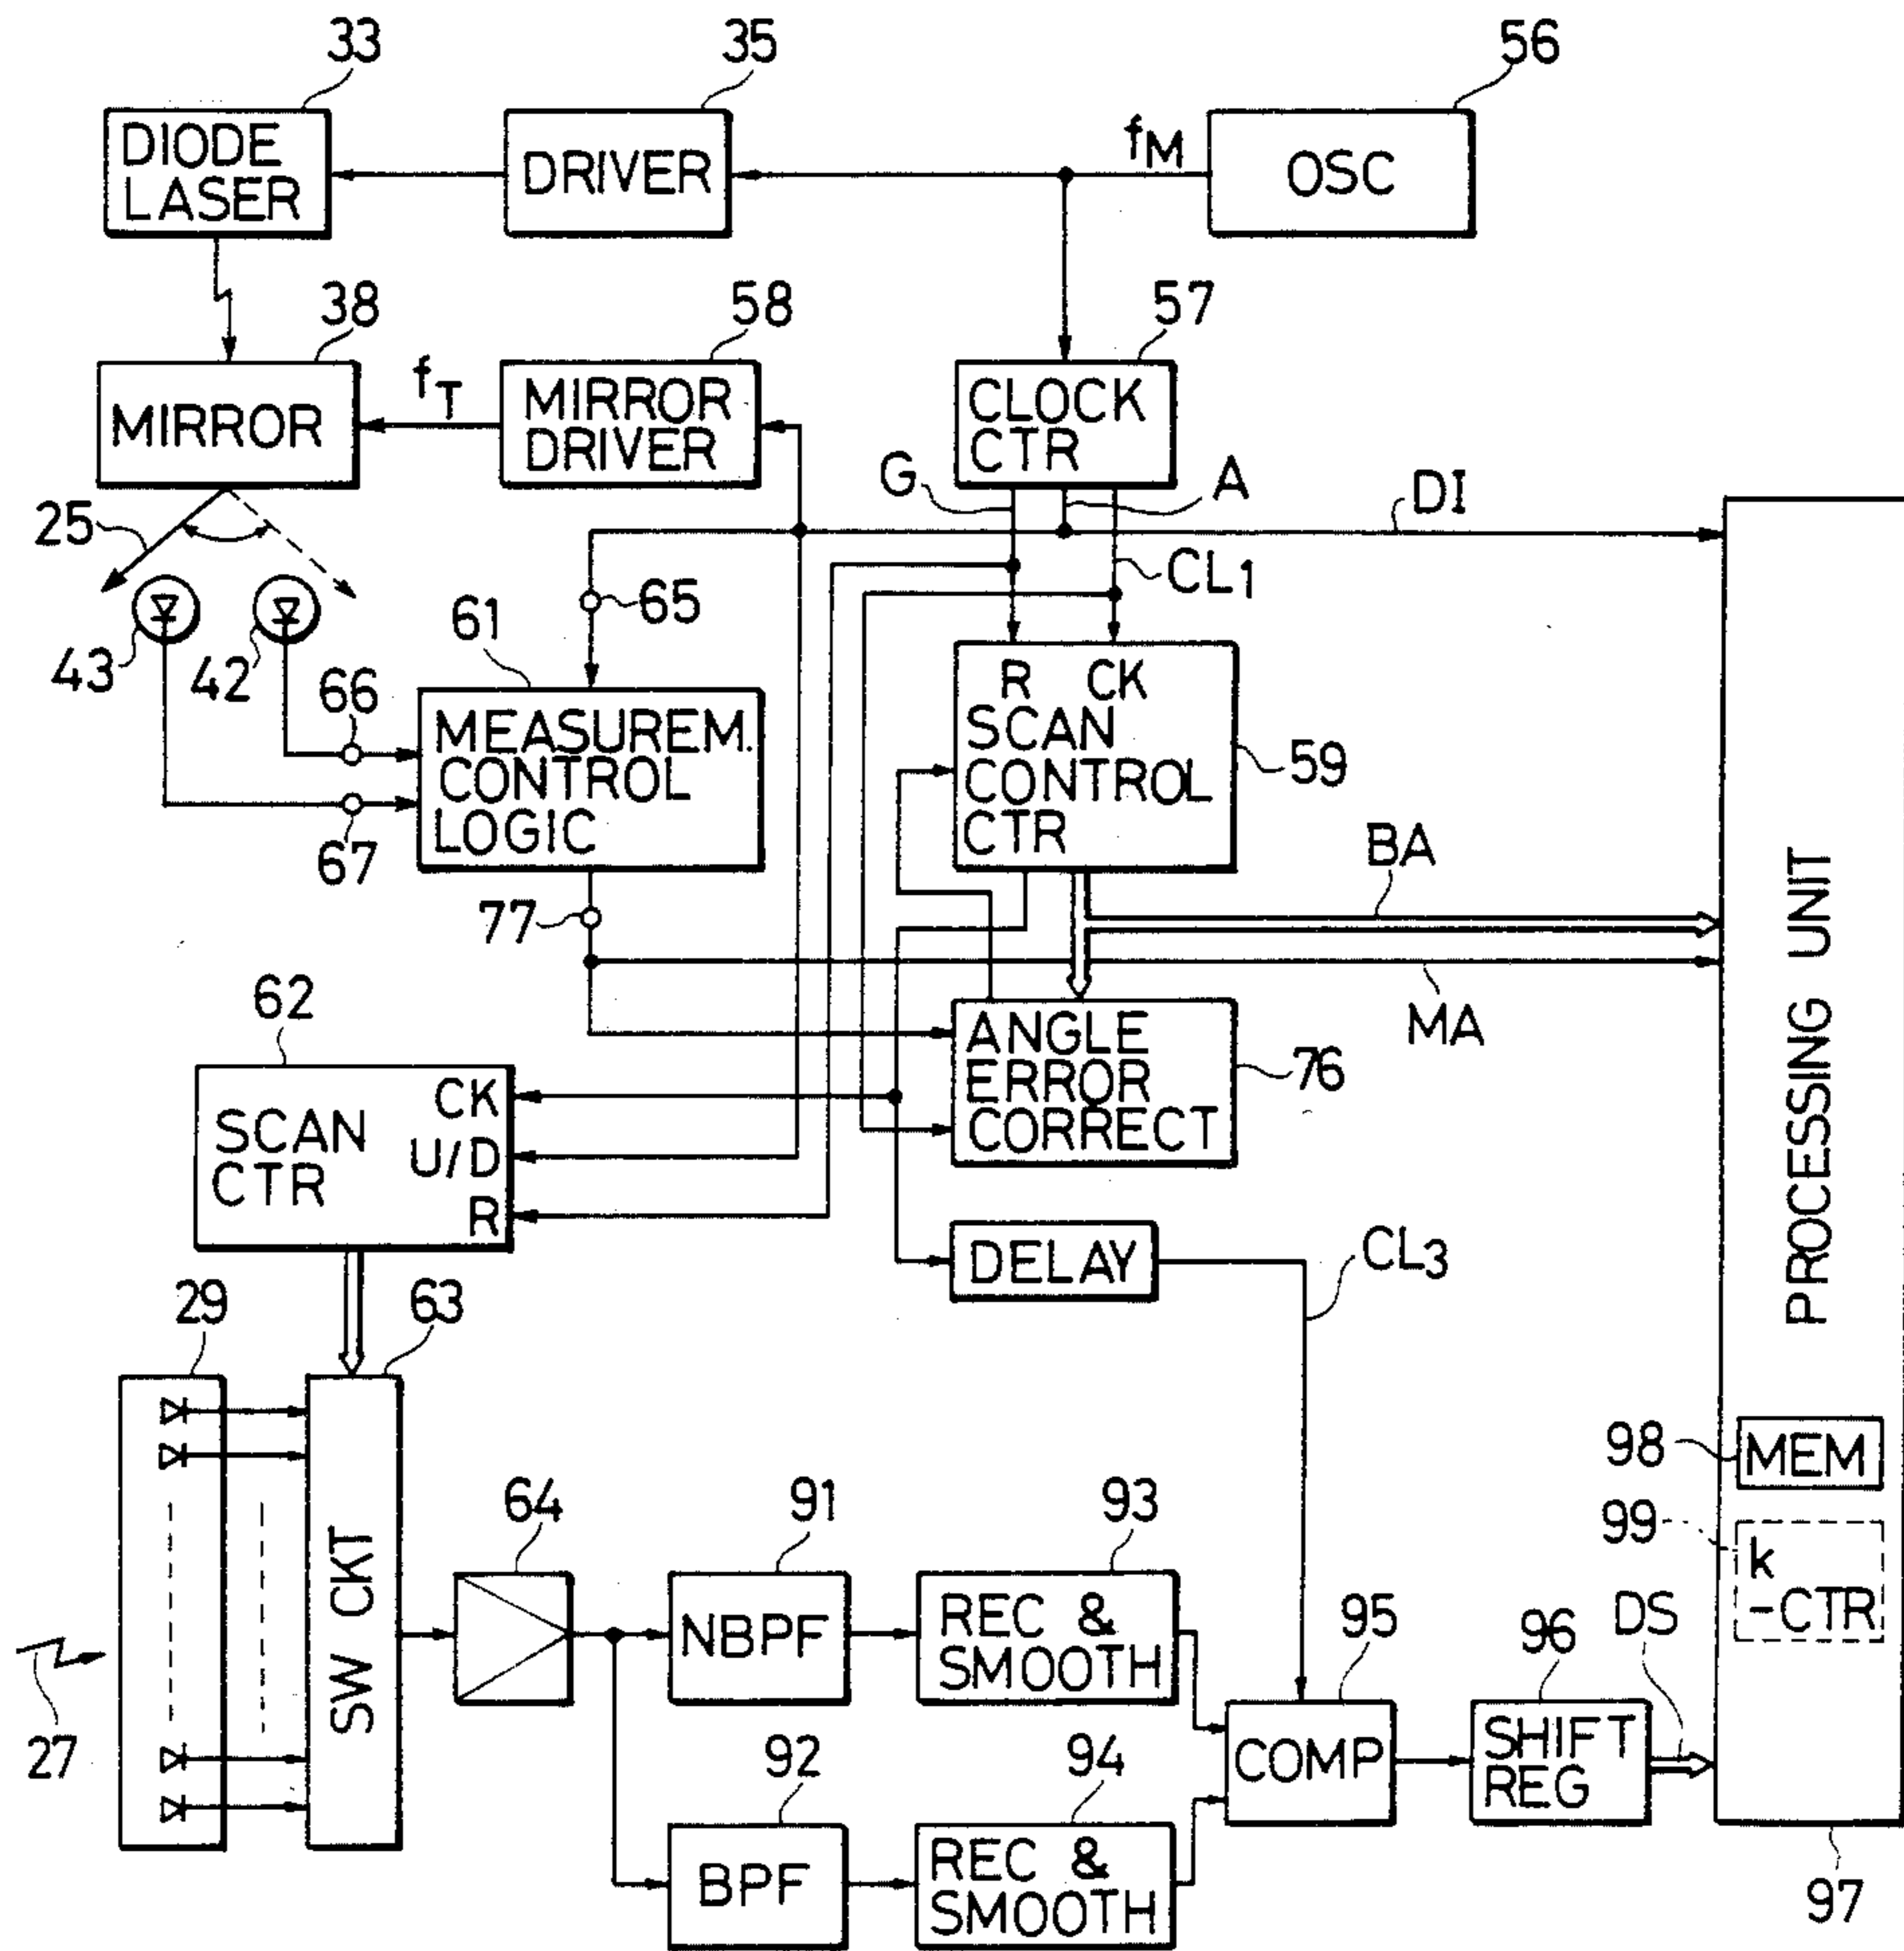 33
35
56
DIODE
LASER
DRIVER
fM
OSC
38
58
57
MIRROR
fT
MIRROR
DRIVER
CLOCK
CTR
G
A
DI
25
CL1
65
61
43
42
66
67
MEASUREM.
CONTROL
LOGIC
R CK
SCAN
CONTROL
CTR
59
BA
77
MA
62
ANGLE
ERROR
CORRECT
76
SCAN
CTR
CK
U/D
R
PROCESSING UNIT
DELAY
CL3
29
63
98
MEM
99
k
-CTR
64
91
93
SW CKT
NBPF
REC &
SMOOTH
95
96
DS
27
92
94
COMP
SHIFT
REG
BPF
REC &
SMOOTH
97